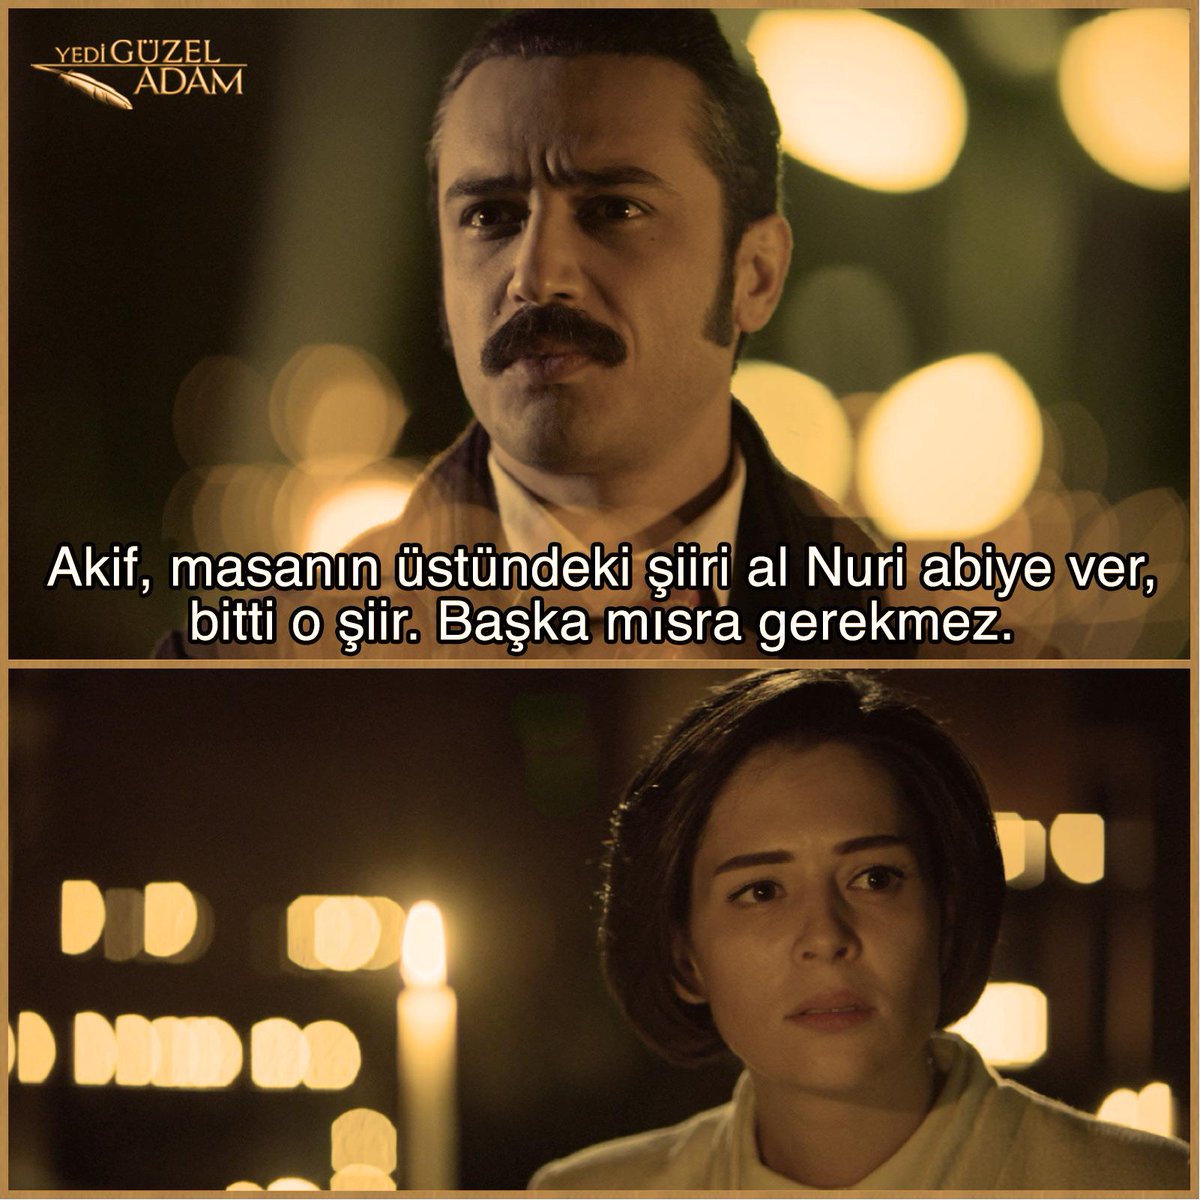 YEDİ GÜZEL
ADAM
Akif, masanın üstündeki şiiri al Nuri abiye ver,
bitti o şiir. Başka mısra gerekmez.